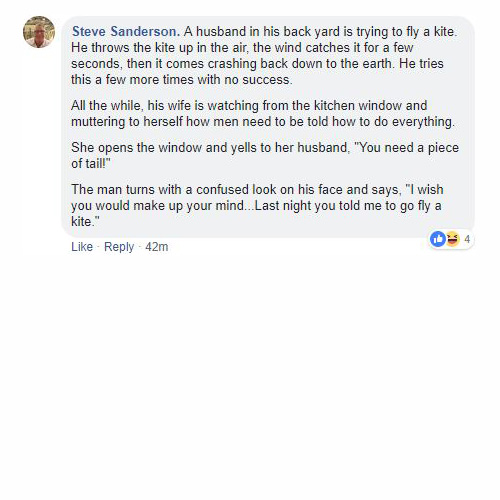 Steve Sanderson. A husband in his back yard is trying to fly a kite.
He throws the kite up in the air, the wind catches it for a few
seconds, then it comes crashing back down to the earth. He tries
this a few more times with no success.
All the while, his wife is watching from the kitchen window and
muttering to herself how men need to be told how to do everything.
She opens the window and yells to her husband, "You need a piece
of tail!"
The man turns with a confused look on his face and says, "I wish
you would make up your mind...Last night you told me to go fly a
kite."
4
Like · Reply · 42m